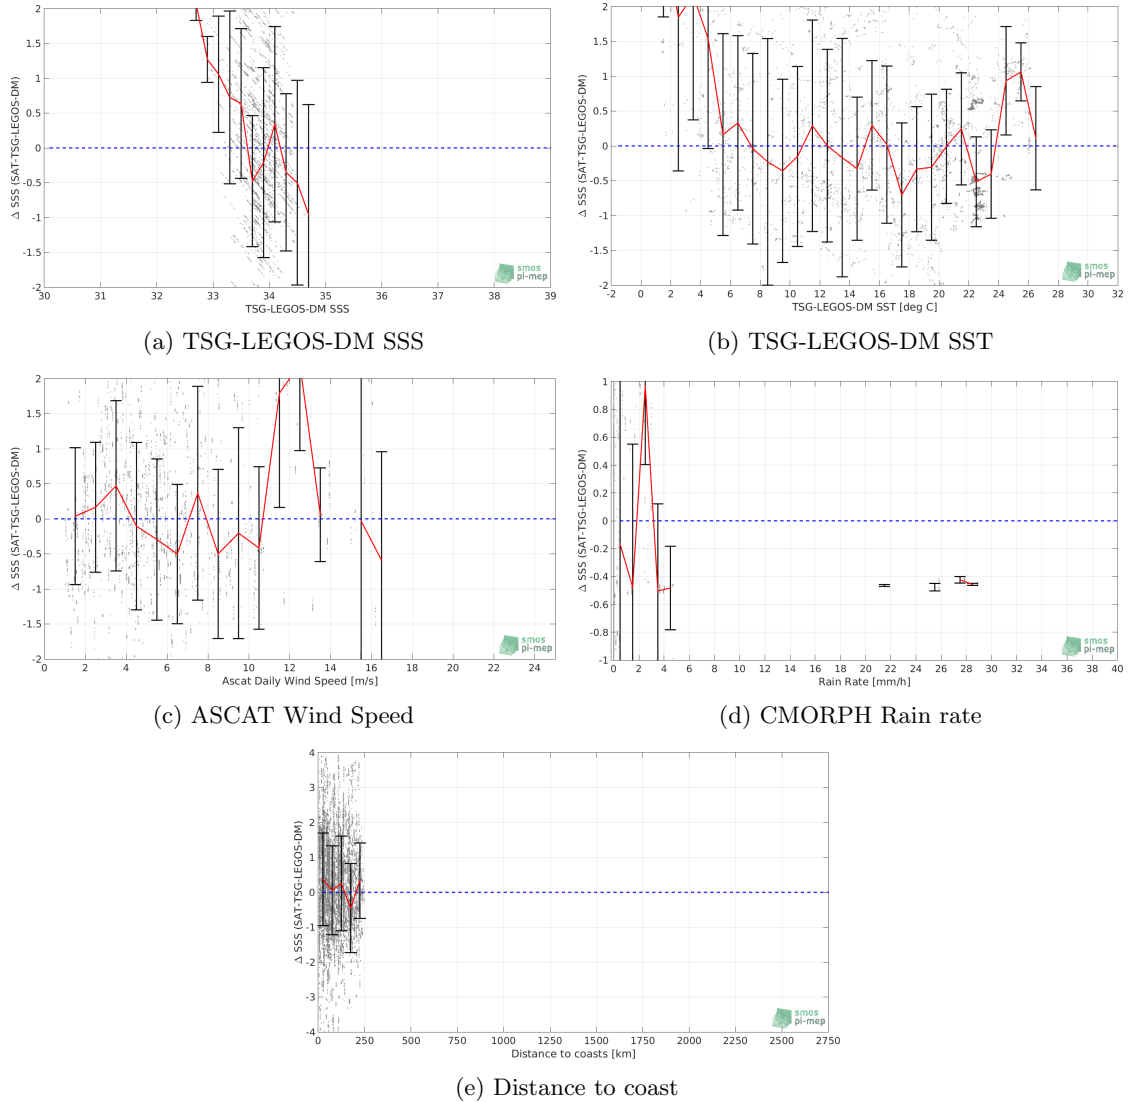 2
1.5
1
0.5
0
-0.5
-1
-1.5
-2
Δ SSS (SAT-TSG-LEGOS-DM)
30 31 32 33 34 35 36 37 38 39
TSG-LEGOS-DM SSS
smos
pi-mep
(a) TSG-LEGOS-DM SSS
2
1.5
1
0.5
0
-0.5
-1
-1.5
-2
Δ SSS (SAT-TSG-LEGOS-DM)
-2 0 2 4 6 8 10 12 14 16 18 20 22 24 26 28 30 32
TSG-LEGOS-DM SST [deg C]
smos
pi-mep
(b) TSG-LEGOS-DM SST
2
1.5
1
0.5
0
-0.5
-1
-1.5
-2
Δ SSS (SAT-TSG-LEGOS-DM)
0 2 4 6 8 10 12 14 16 18 20 22 24
Ascat Daily Wind Speed [m/s]
smos
pi-mep
(c) ASCAT Wind Speed
1
0.8
0.6
0.4
0.2
0
-0.2
-0.4
-0.6
-0.8
-1
Δ SSS (SAT-TSG-LEGOS-DM)
0 2 4 6 8 10 12 14 16 18 20 22 24 26 28 30 32 34 36 38 40
Rain Rate [mm/h]
smos
pi-mep
(d) CMORPH Rain rate
4
3
2
1
0
-1
-2
-3
-4
Δ SSS (SAT-TSG-LEGOS-DM)
0 250 500 750 1000 1250 1500 1750 2000 2250 2500 2750
Distance to coasts [km]
smos
pi-mep
(e) Distance to coast